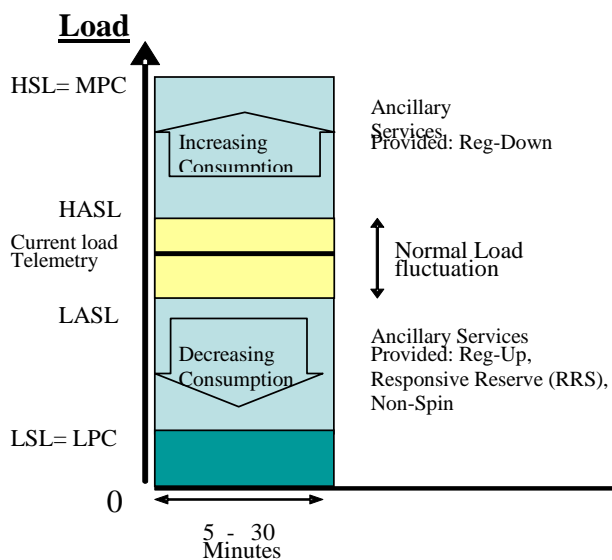 Load
HSL= MPC
Ancillary
Services
Provided: Reg-Down
Increasing
Consumption
HASL
Current load
Telemetry
Normal Load
fluctuation
LASL
Ancillary Services
Provided: Reg-Up,
Responsive Reserve (RRS),
Non-Spin
Decreasing
Consumption
LSL= LPC
0
5 - 30
Minutes